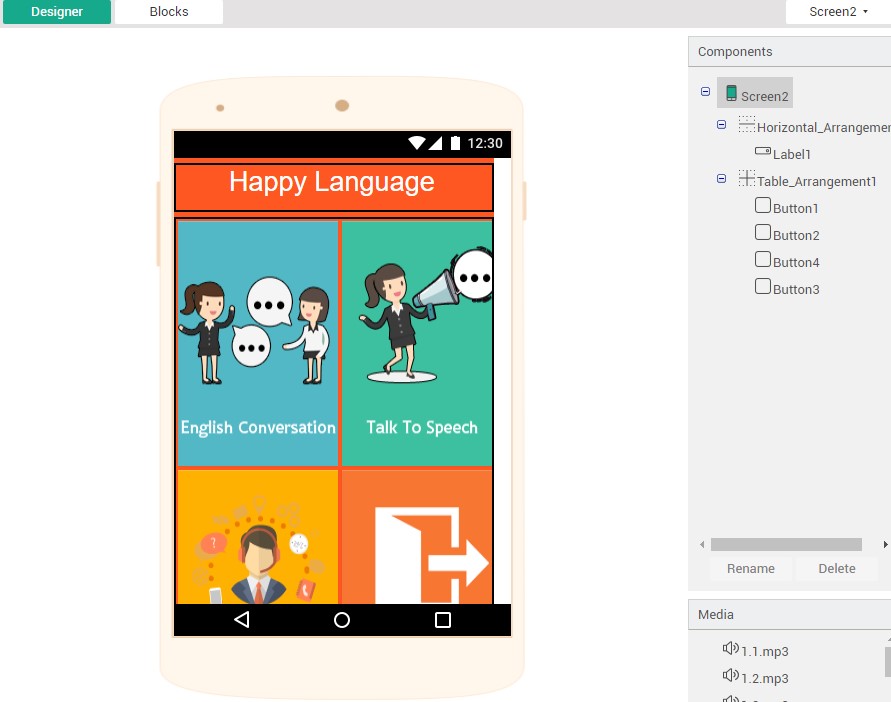 Designer
Blocks
Screen2
Components
Screen2
Horizontal_Arrangemer
Label1
Table_Arrangement1
Button1
Button2
Button4
Button3
12:30
Happy Language
English Conversation
Talk To Speech
?
Rename
Delete
Media
1.1.mp3
1.2.mp3